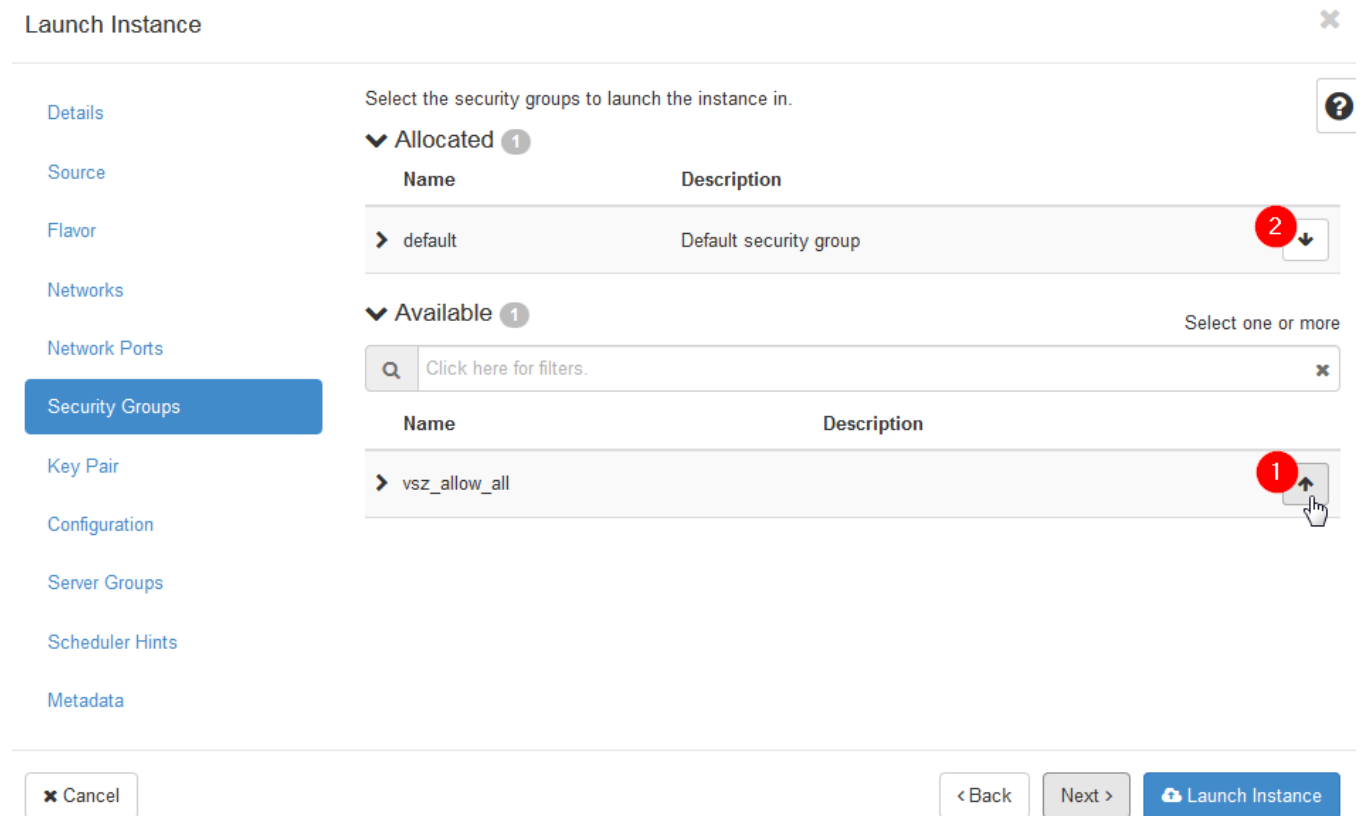 Launch Instance
Details
Source
Flavor
Networks
Network Ports
Security Groups
Key Pair
Configuration
Server Groups
Scheduler Hints
Metadata
Select the security groups to launch the instance in.
Allocated 1
Name Description
default Default security group 2
Available 1
Select one or more
Click here for filters.
Name Description
vsz_allow_all 1
Cancel
< Back Next > Launch Instance